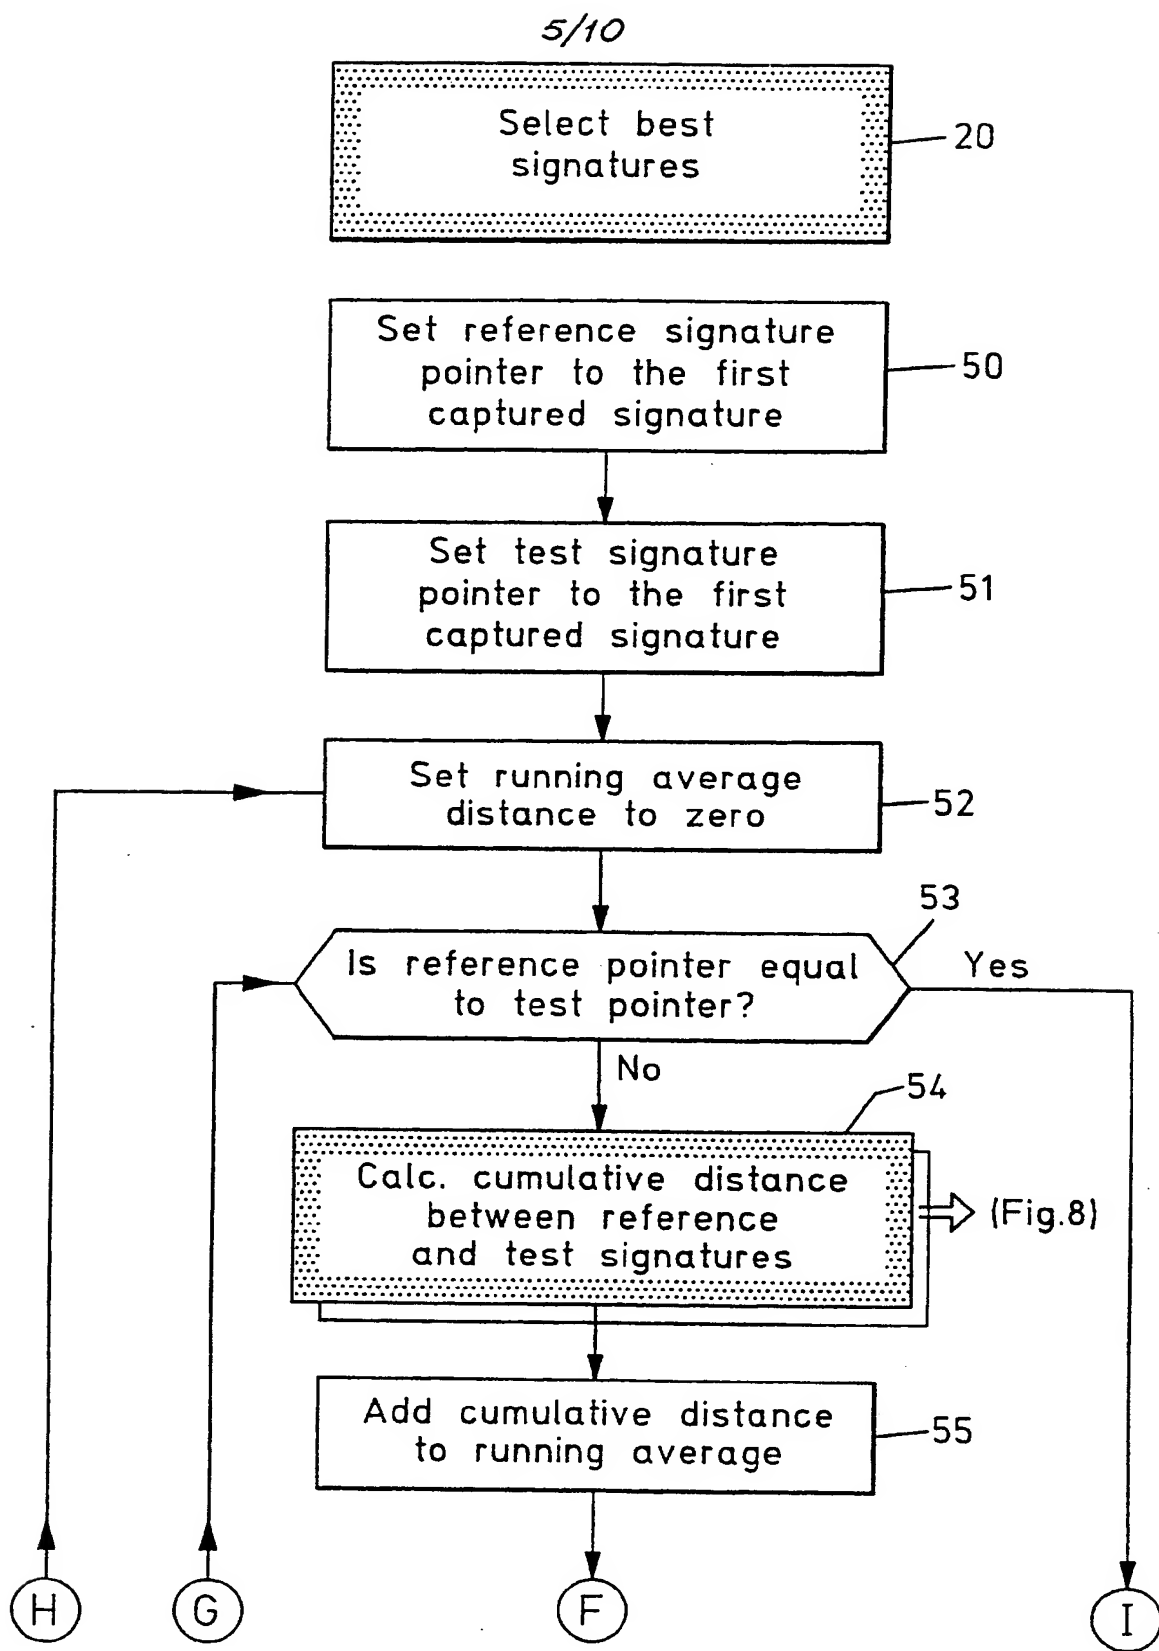 5/10
Select best
signatures
20
Set reference signature
pointer to the first
captured signature
50
Set test signature
pointer to the first
captured signature
51
Set running average
distance to zero
52
53
Is reference pointer equal
to test pointer?
Yes
No
54
Calc. cumulative distance
between reference
and test signatures
(Fig.8)
Add cumulative distance
to running average
55
H
G
F
I